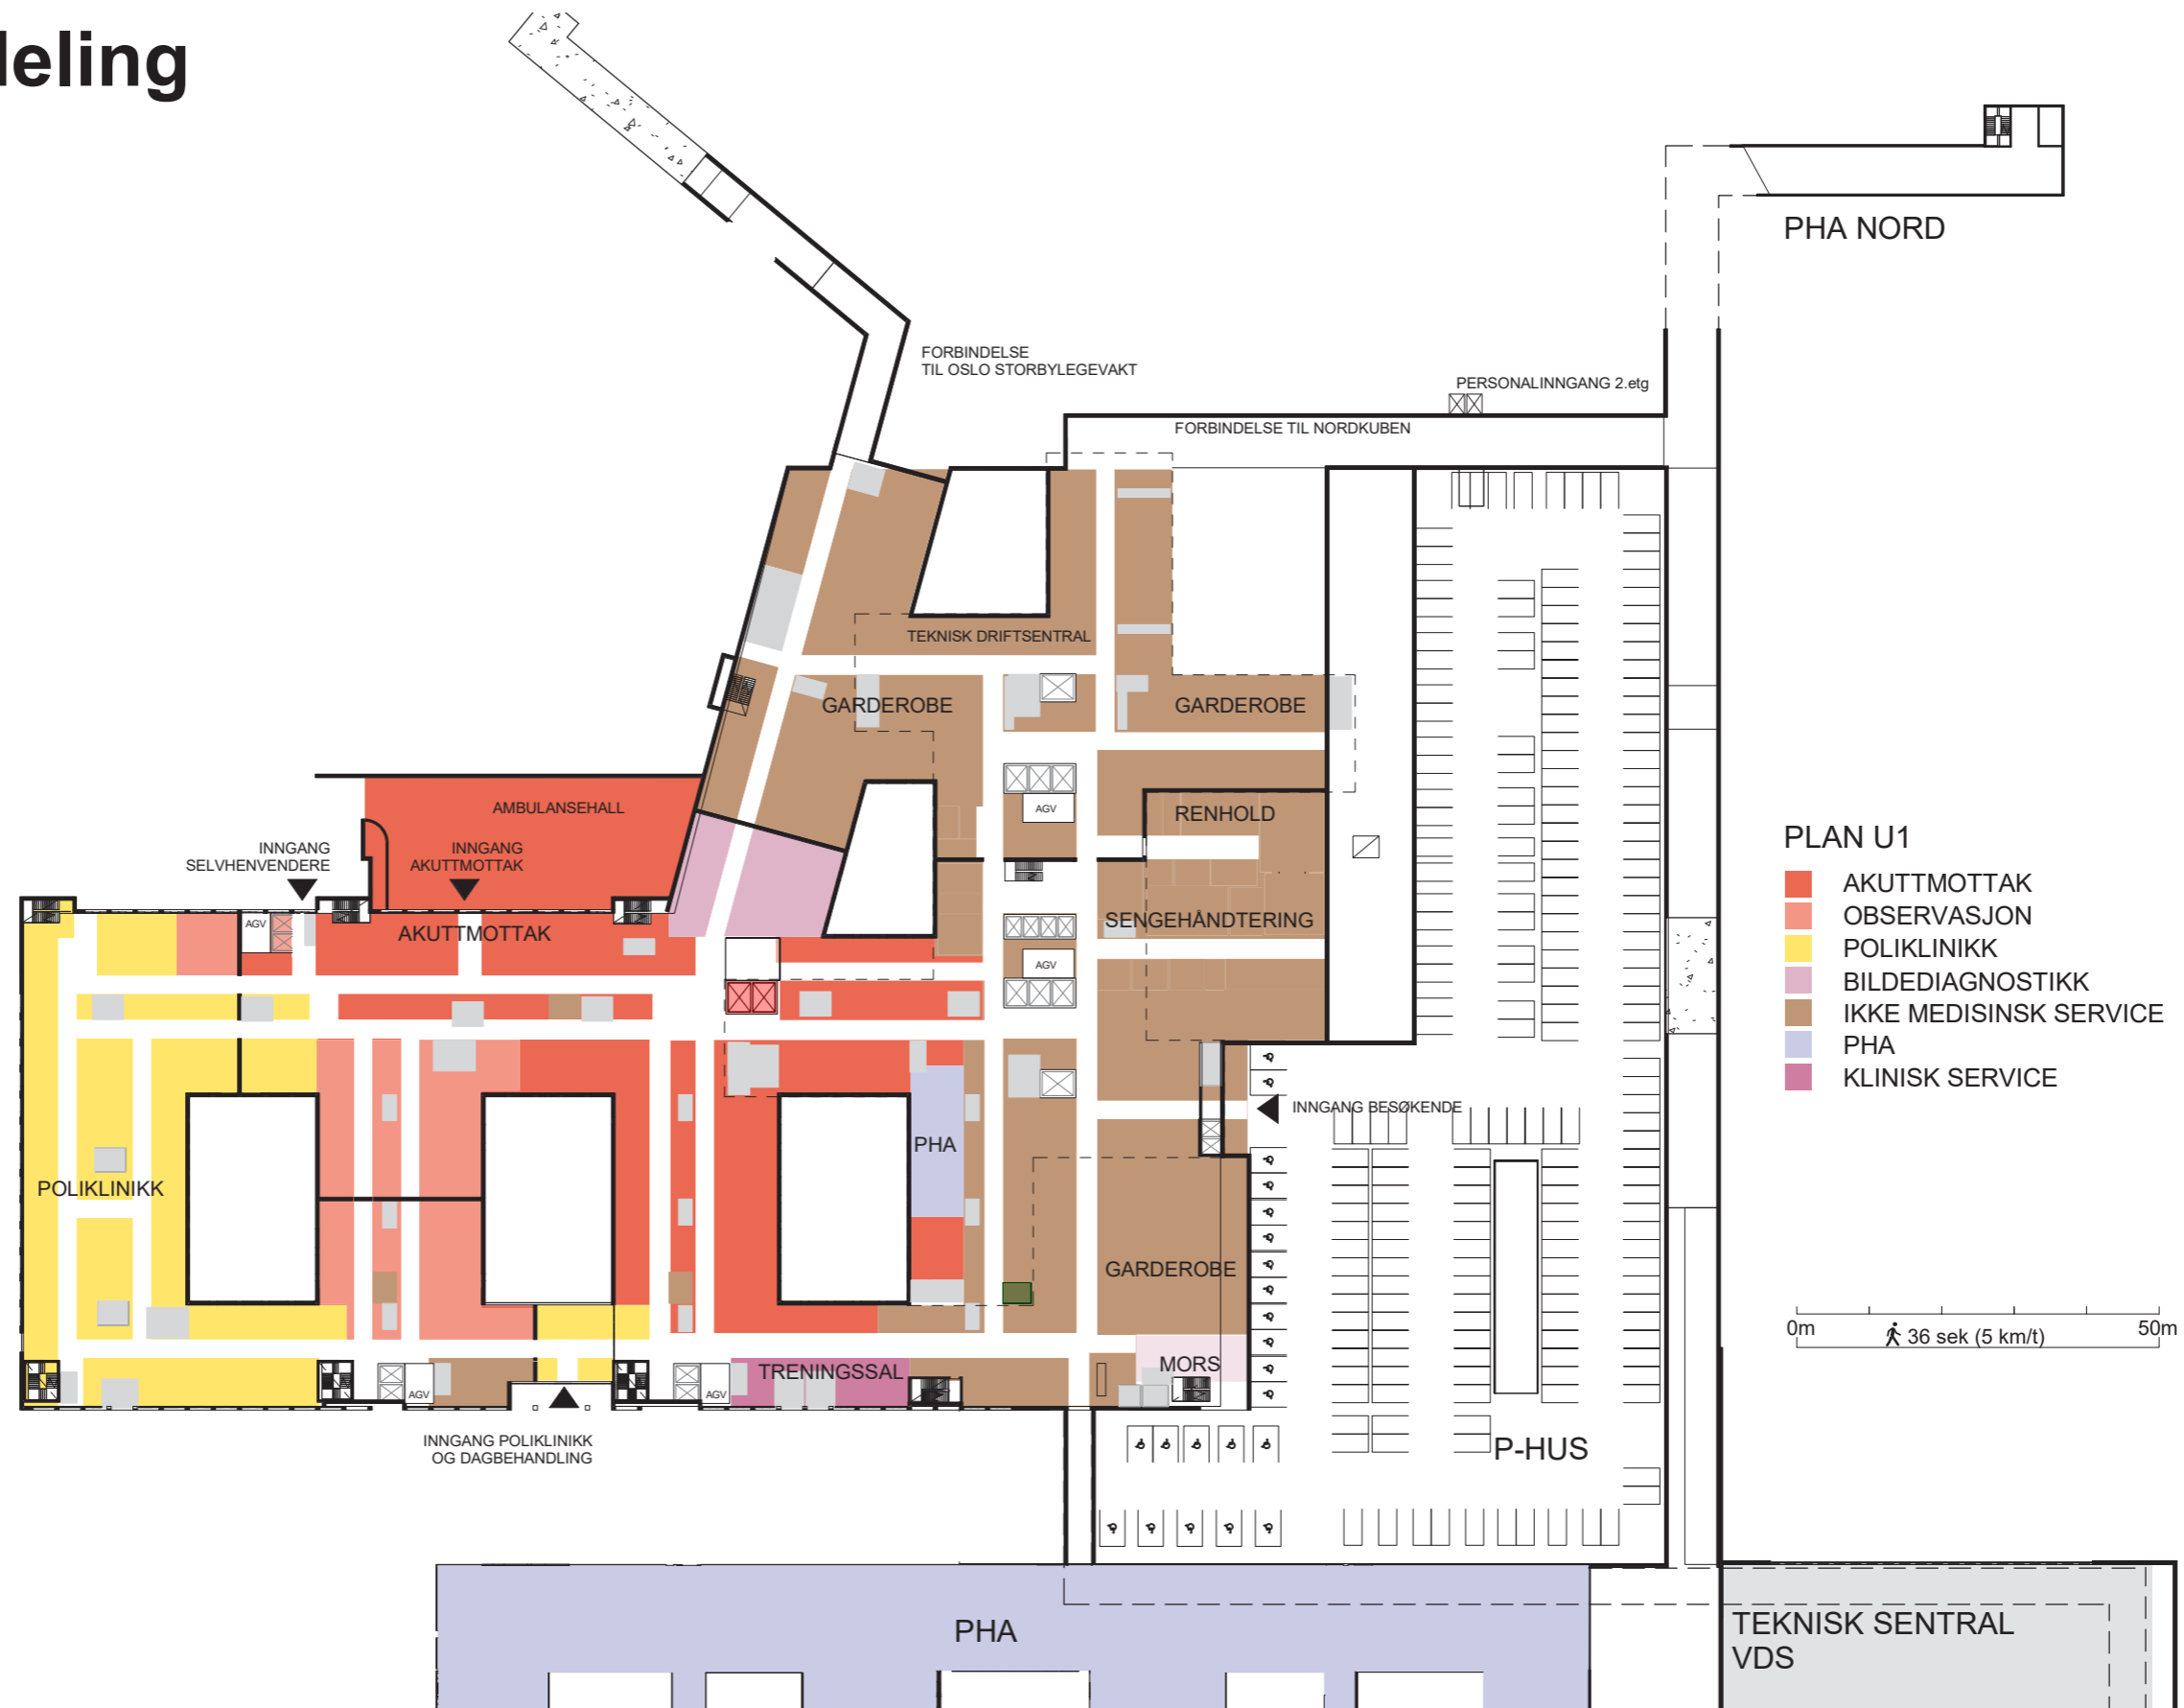 deling
PHA NORD
FORBINDELSE
TIL OSLO STORBYLEGEVAKT
PERSONALINNGANG 2.etg
FORBINDELSE TIL NORDKUBEN
TEKNISK DRIFTSENTRAL
GARDEROBE
GARDEROBE
AMBULANSEHALL
AGV
RENHOLD
INNGANG
SELVHENVENDERE
INNGANG
AKUTTMOTTAK
PLAN U1
AKUTTMOTTAK
OBSERVASJON
POLIKLINIKK
BILDEDIAGNOSTIKK
IKKE MEDISINSK SERVICE
PHA
KLINISK SERVICE
AGV
AKUTTMOTTAK
SENGEHÅNDTERING
AGV
INNGANG BESØKENDE
PHA
POLIKLINIKK
GARDEROBE
0m
36 sek (5 km/t)
50m
TRENINGSSAL
MORS
AGV
AGV
INNGANG POLIKLINIKK
OG DAGBEHANDLING
P-HUS
PHA
TEKNISK SENTRAL
VDS